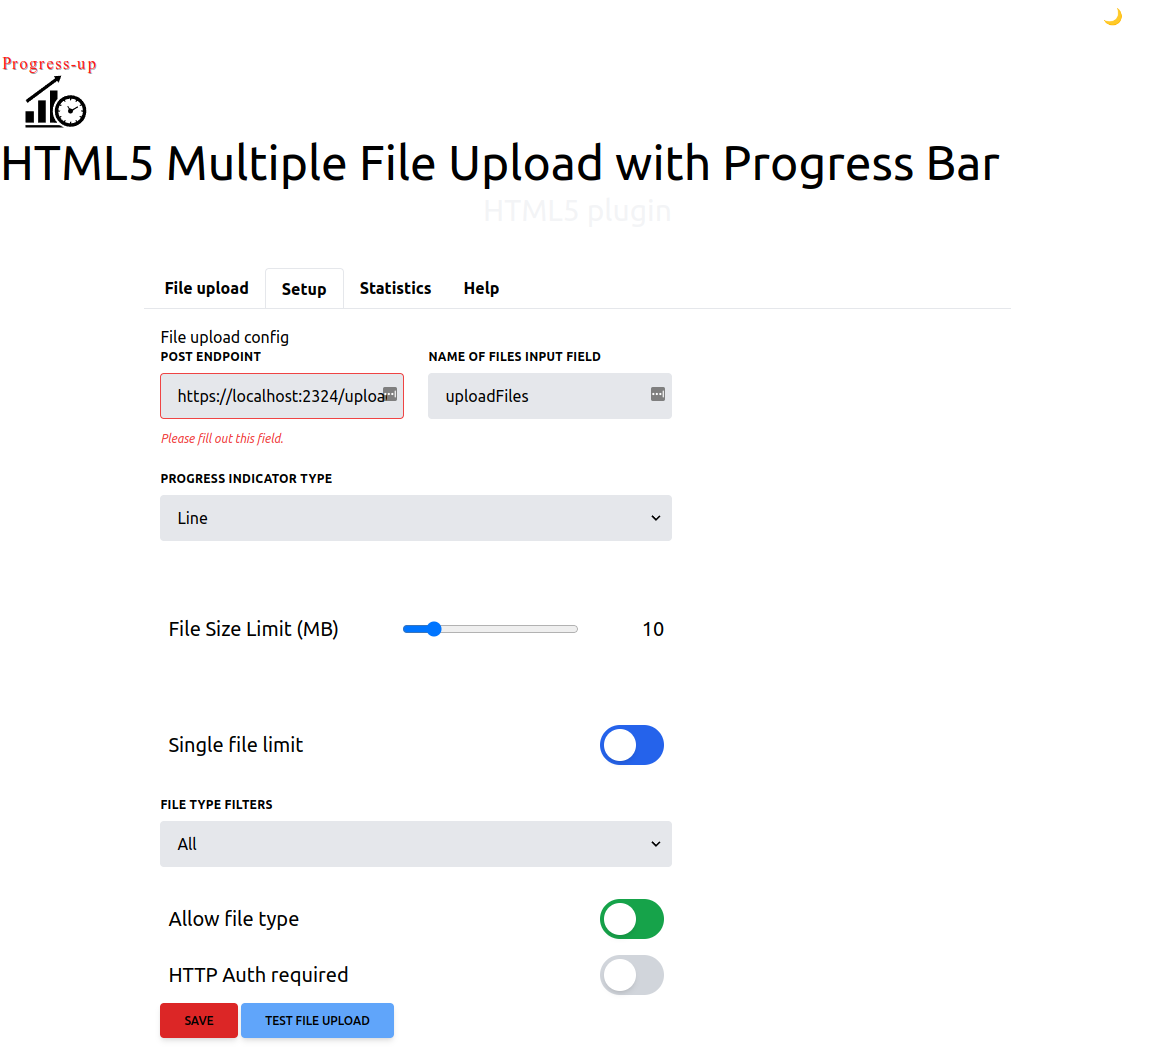 Progress-up
HTML5 Multiple File Upload with Progress Bar
HTML5 plugin
File upload Setup Statistics Help
File upload config
POST ENDPOINT NAME OF FILES INPUT FIELD
https://localhost:2324/uploa uploadFiles
Please fill out this field.
PROGRESS INDICATOR TYPE
Line
File Size Limit (MB) 10
Single file limit
FILE TYPE FILTERS
All
Allow file type
HTTP Auth required
SAVE TEST FILE UPLOAD